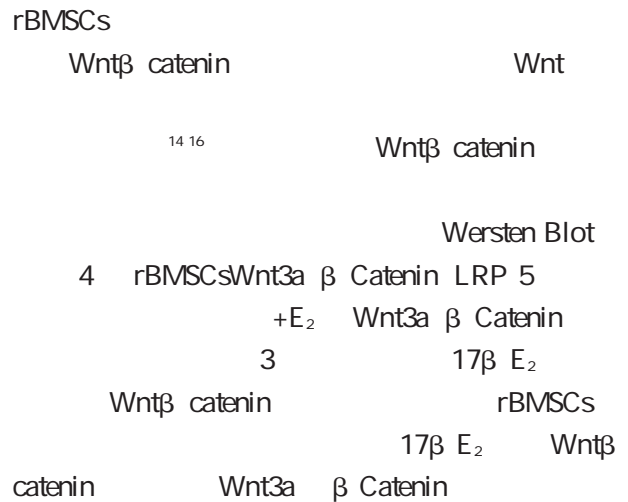 rBMSCs
Wntβ catenin Wnt
14 16 Wntβ catenin
Wersten Blot
4 rBMSCsWnt3a β Catenin LRP 5
+E₂ Wnt3a β Catenin
3 17β E₂
Wntβ catenin rBMSCs
17β E₂ Wntβ
catenin Wnt3a β Catenin